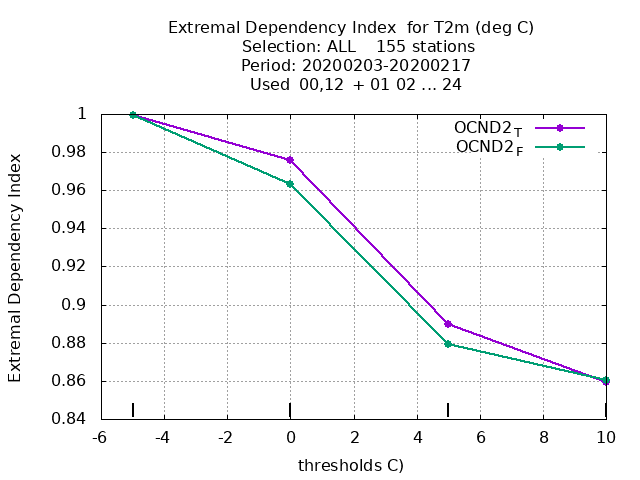 Extremal Dependency Index for T2m (deg C)
Selection: ALL 155 stations
Period: 20200203-20200217
Used 00,12 + 01 02 ... 24
OCND2T
OCND2F
Extremal Dependency Index
1
0.98
0.96
0.94
0.92
0.9
0.88
0.86
0.84
-6 -4 -2 0 2 4 6 8 10
thresholds C)